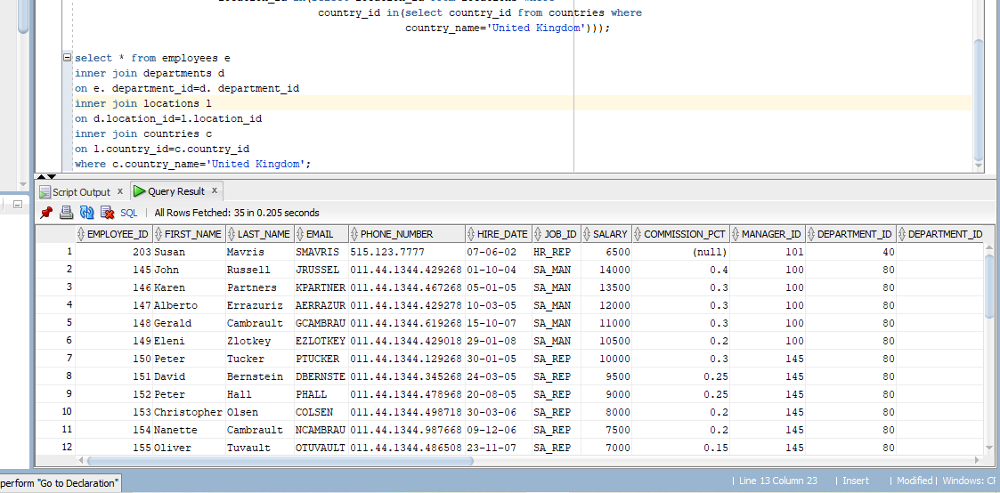 location_id in(select location_id from locations where
country_id in(select country_id from countries where
country_name='United Kingdom')));
select * from employees e
inner join departments d
on e. department_id=d. department_id
inner join locations l
on d.location_id=l.location_id
inner join countries c
on l.country_id=c.country_id
where c.country_name='United Kingdom';
Script Output x Query Result x
SQL | All Rows Fetched: 35 in 0.205 seconds
EMPLOYEE_ID FIRST_NAME LAST_NAME EMAIL PHONE_NUMBER HIRE_DATE JOB_ID SALARY COMMISSION_PCT MANAGER_ID DEPARTMENT_ID DEPARTMENT_ID
1 203 Susan Mavris SMAVRIS 515.123.7777 07-06-02 HR_REP 6500 (null) 101 40
2 145 John Russell JRUSSEL 011.44.1344.429268 01-10-04 SA_MAN 14000 0.4 100 80
3 146 Karen Partners KPARTNER 011.44.1344.467268 05-01-05 SA_MAN 13500 0.3 100 80
4 147 Alberto Errazuriz AERRAZUR 011.44.1344.429278 10-03-05 SA_MAN 12000 0.3 100 80
5 148 Gerald Cambrault GCAMBRAU 011.44.1344.619268 15-10-07 SA_MAN 11000 0.3 100 80
6 149 Eleni Zlotkey EZLOTKEY 011.44.1344.429018 29-01-08 SA_MAN 10500 0.2 100 80
7 150 Peter Tucker PTUCKER 011.44.1344.129268 30-01-05 SA_REP 10000 0.3 145 80
8 151 David Bernstein DBERNSTE 011.44.1344.345268 24-03-05 SA_REP 9500 0.25 145 80
9 152 Peter Hall PHALL 011.44.1344.478968 20-08-05 SA_REP 9000 0.25 145 80
10 153 Christopher Olsen COLSEN 011.44.1344.498718 30-03-06 SA_REP 8000 0.2 145 80
11 154 Nanette Cambrault NCAMBRAU 011.44.1344.987668 09-12-06 SA_REP 7500 0.2 145 80
12 155 Oliver Tuvault OTUVAULT 011.44.1344.486508 23-11-07 SA_REP 7000 0.15 145 80
perform "Go to Declaration" | Line 13 Column 23 | Insert | Modified | Windows: CF